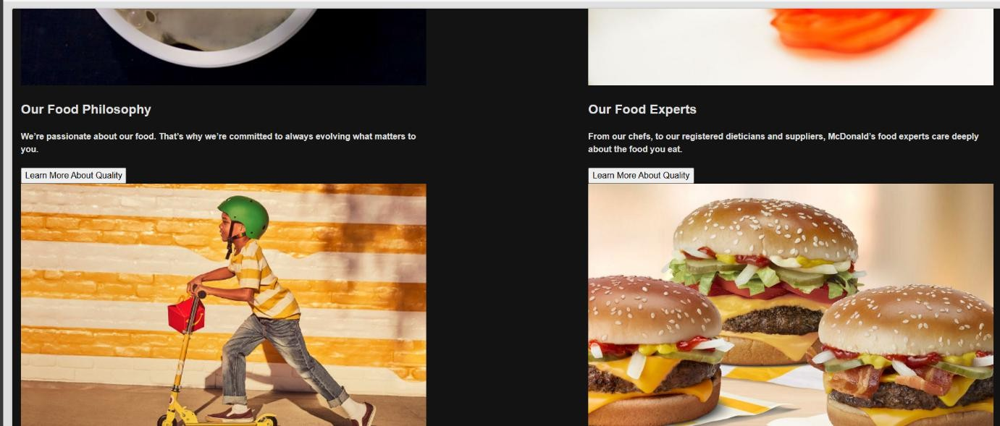 Our Food Philosophy
We’re passionate about our food. That’s why we’re committed to always evolving what matters to
you.
Learn More About Quality
Our Food Experts
From our chefs, to our registered dieticians and suppliers, McDonald’s food experts care deeply
about the food you eat.
Learn More About Quality